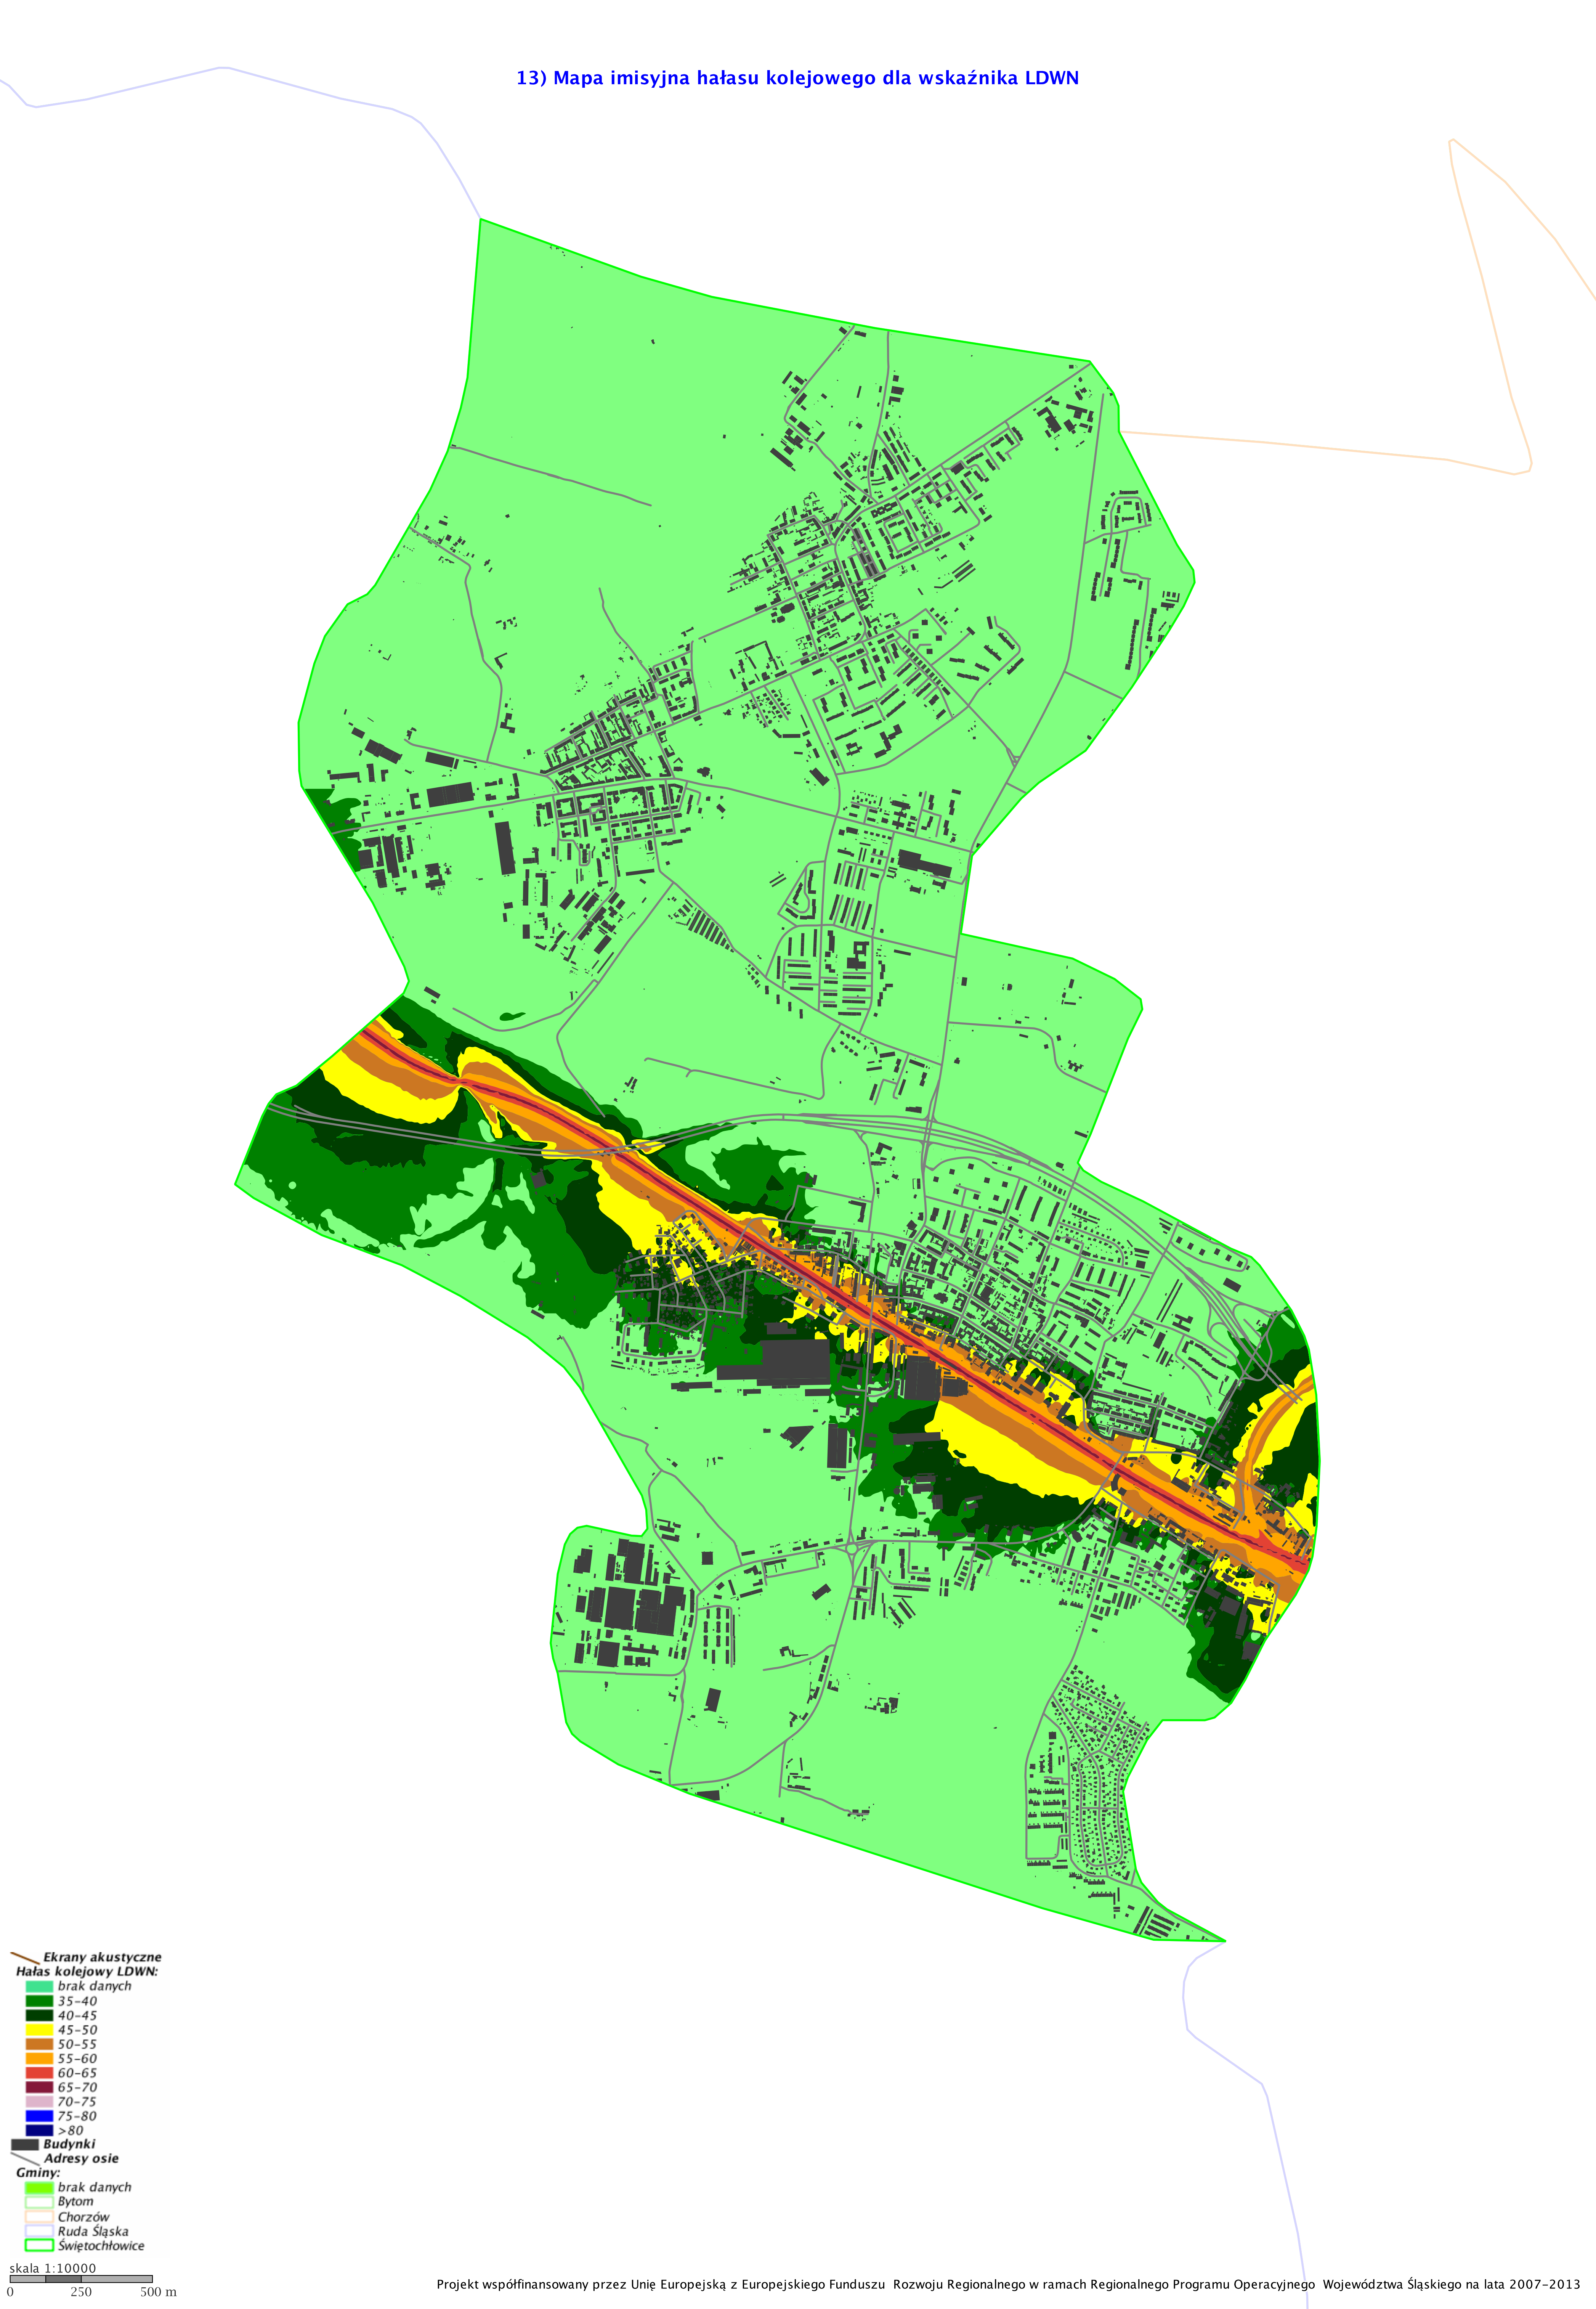 13) Mapa imisyjna hałasu kolejowego dla wskaźnika LDWN
Ekrany akustyczne
Hałas kolejowy LDWN:
brak danych
35-40
40-45
45-50
50-55
55-60
60-65
65-70
70-75
75-80
>80
Budynki
Adresy osie
Gminy:
brak danych
Bytom
Chorzów
Ruda Śląska
Świętochłowice
skala 1:10000
0 250 500 m
Projekt współfinansowany przez Unię Europejską z Europejskiego Funduszu Rozwoju Regionalnego w ramach Regionalnego Programu Operacyjnego Województwa Śląskiego na lata 2007-2013